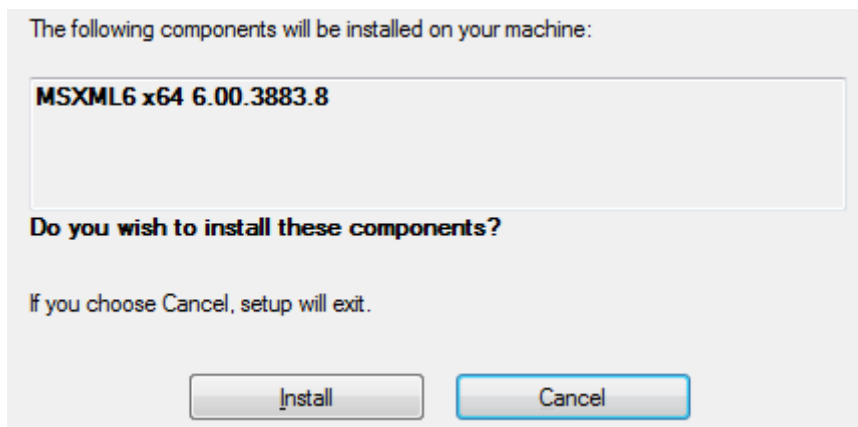 The following components will be installed on your machine:
MSXML6 x64 6.00.3883.8
Do you wish to install these components?
If you choose Cancel, setup will exit.
Install
Cancel